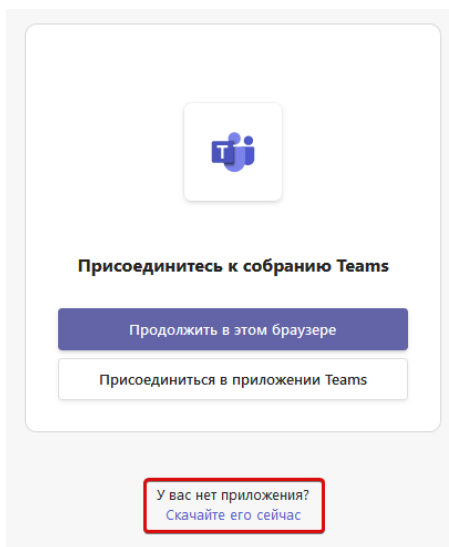 T
Присоединитесь к собранию Teams
Продолжить в этом браузере
Присоединиться в приложении Teams
У вас нет приложения?
Скачайте его сейчас